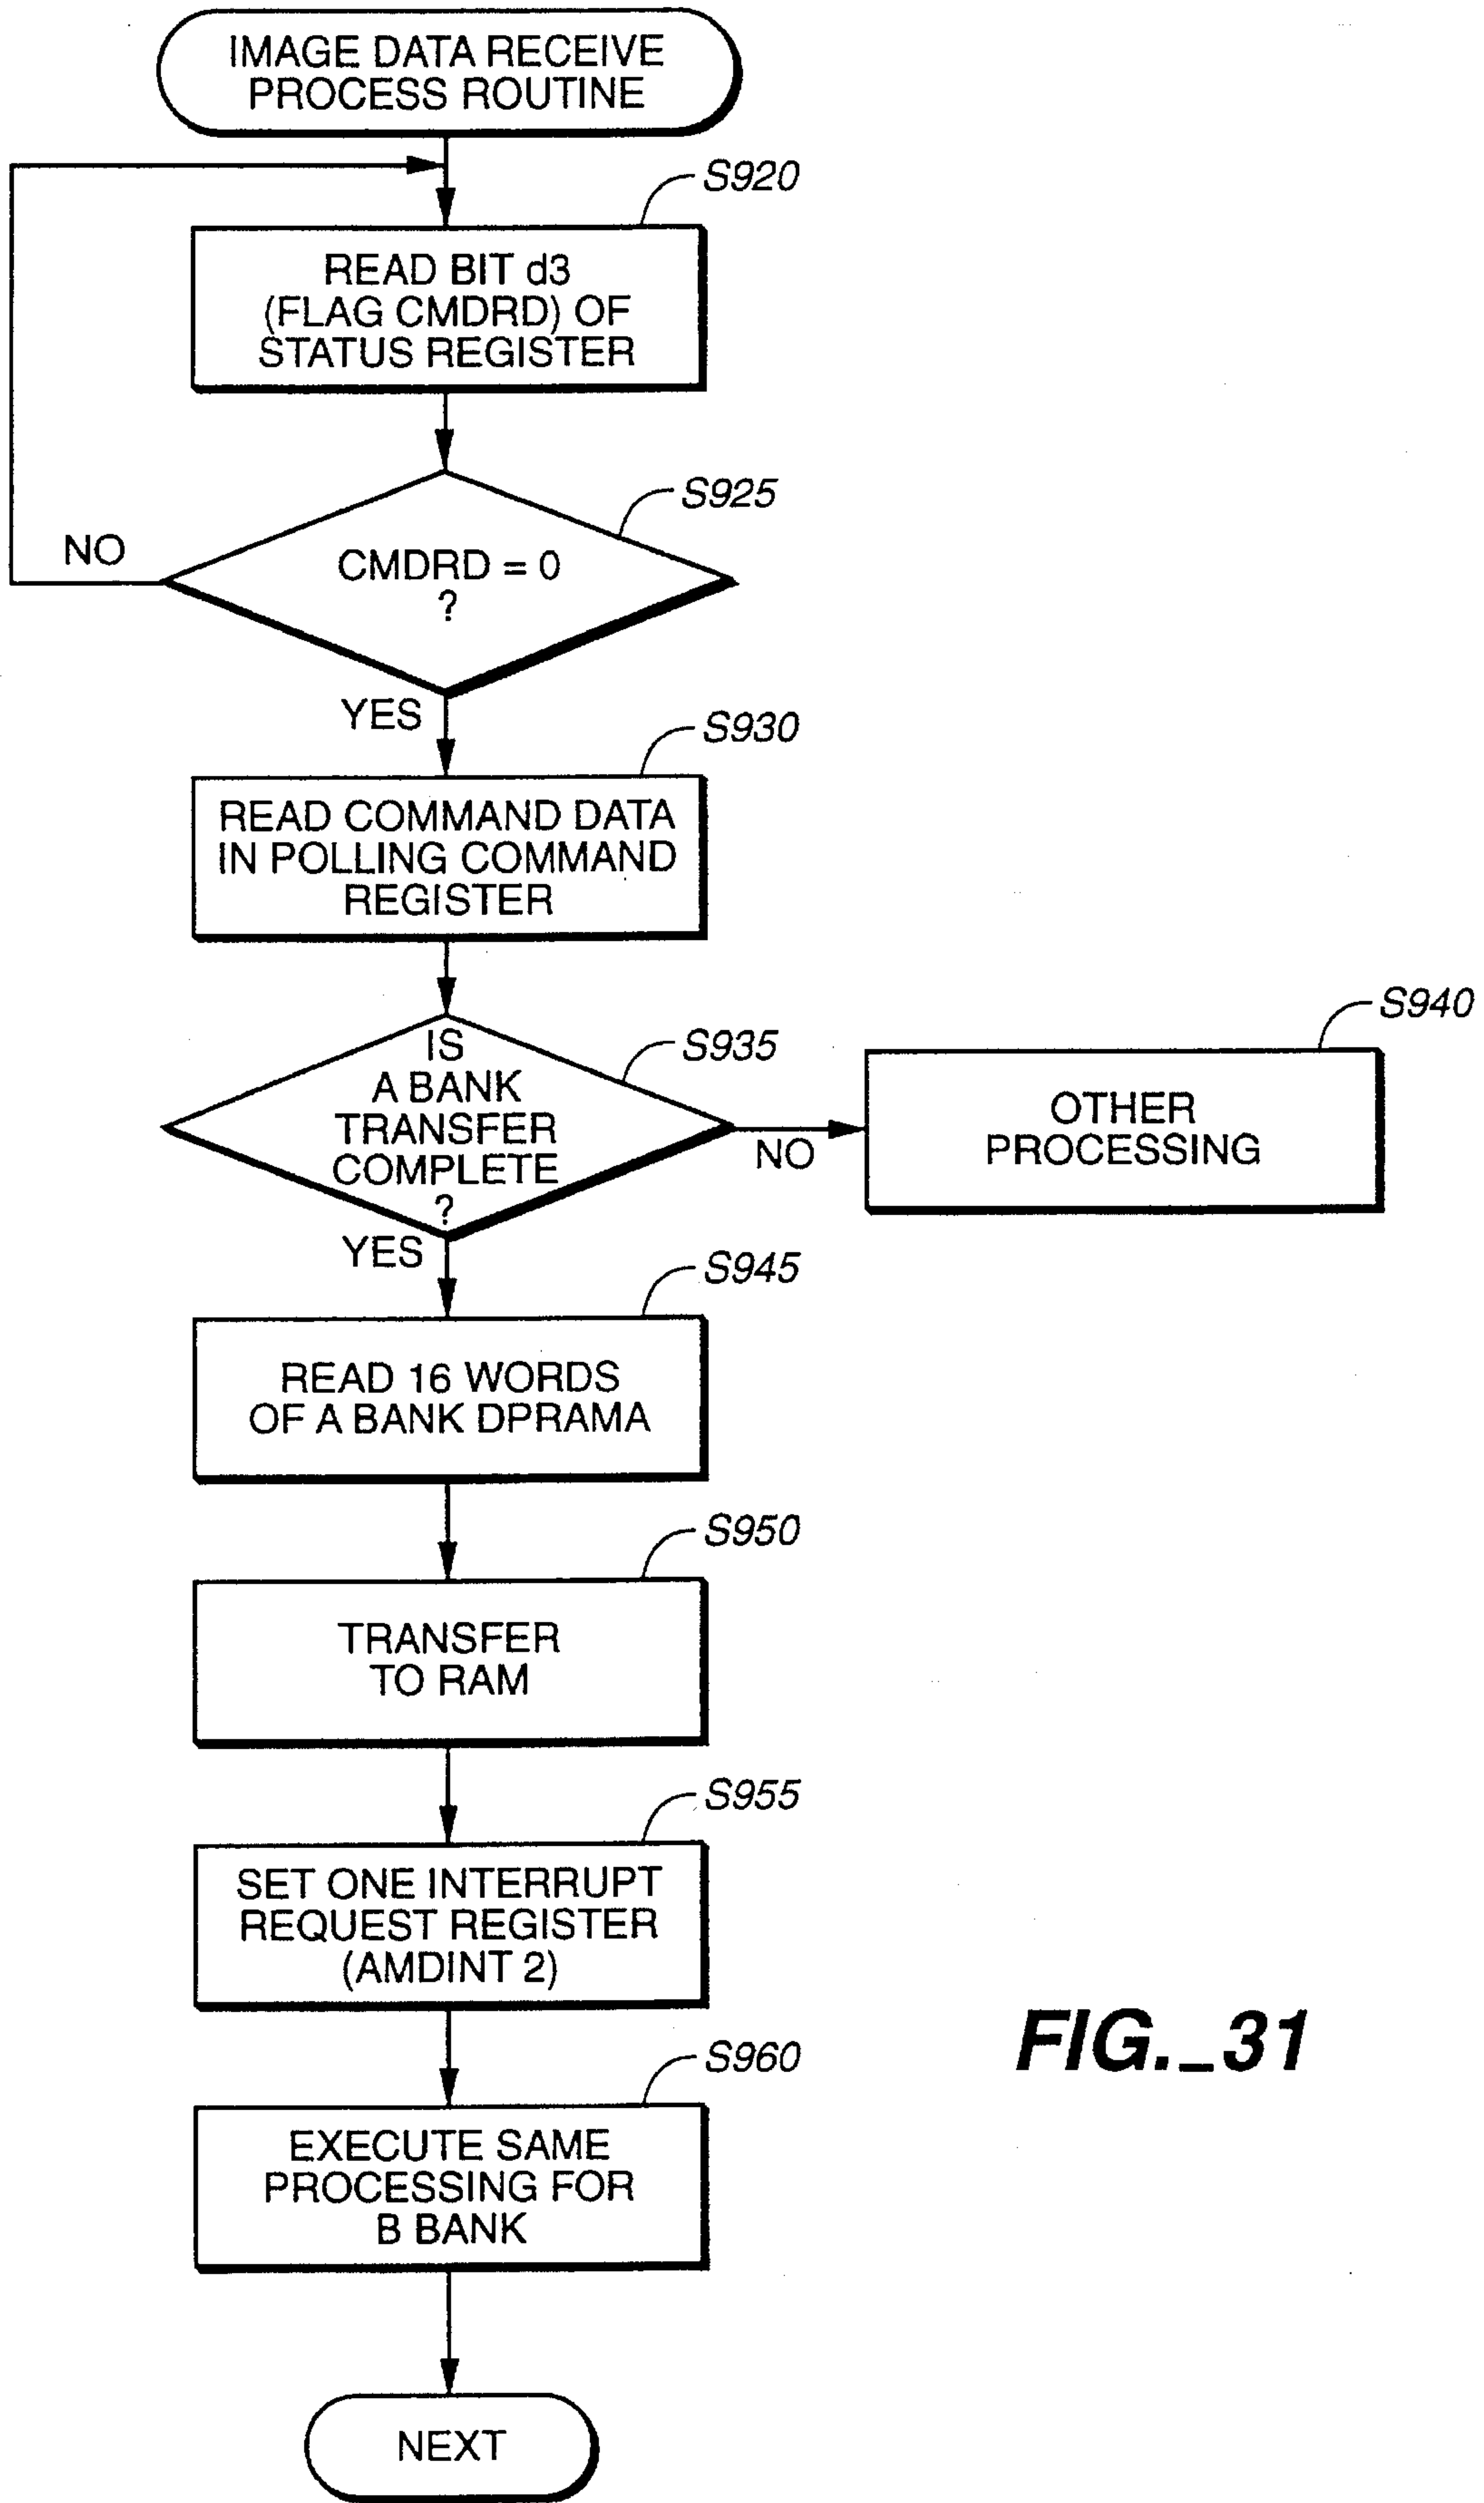 IMAGE DATA RECEIVE
PROCESS ROUTINE
S920
READ BIT d3
(FLAG CMDRD) OF
STATUS REGISTER
S925
NO
CMDRD = 0
?
YES
S930
READ COMMAND DATA
IN POLLING COMMAND
REGISTER
S935
IS
A BANK
TRANSFER
COMPLETE
?
NO
S940
OTHER
PROCESSING
YES
S945
READ 16 WORDS
OF A BANK DPRAMA
S950
TRANSFER
TO RAM
S955
SET ONE INTERRUPT
REQUEST REGISTER
(AMDINT 2)
S960
EXECUTE SAME
PROCESSING FOR
B BANK
NEXT
FIG._31